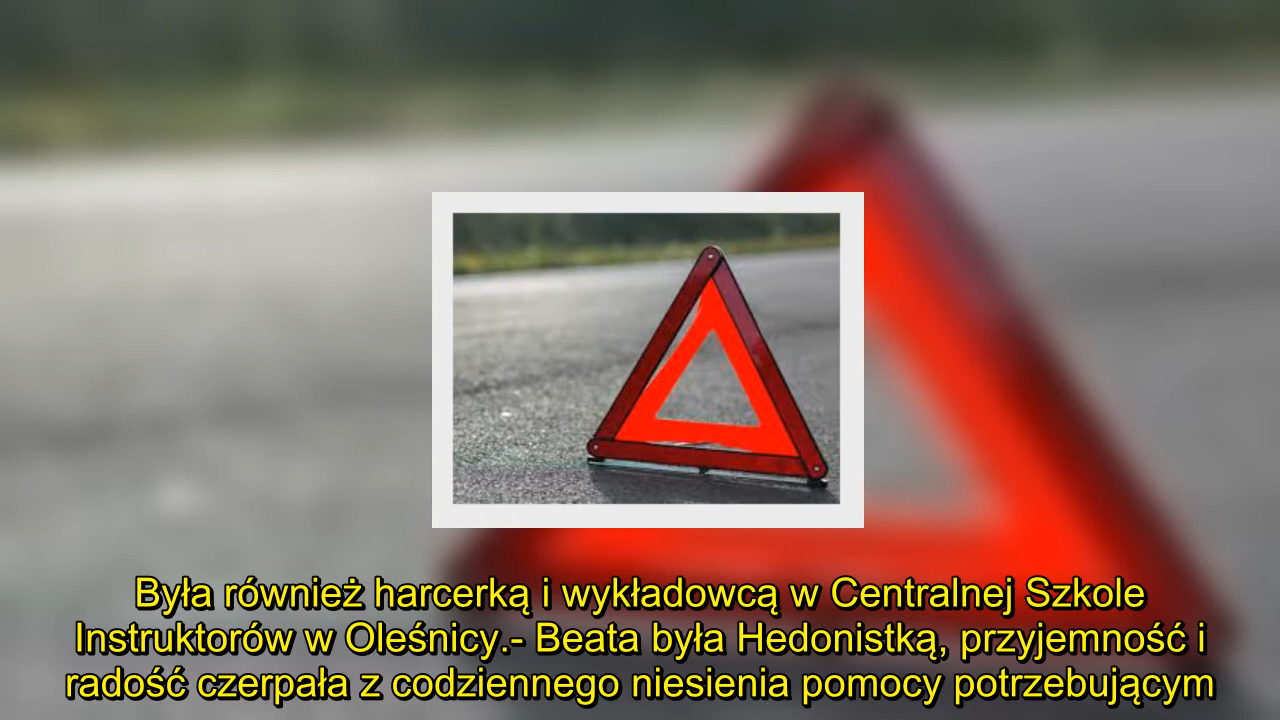 Była również harcerką i wykładowcą w Centralnej Szkole
Instruktorów w Oleśnicy.- Beata była Hedonistką, przyjemność i
radość czerpała z codziennego niesienia pomocy potrzebującym